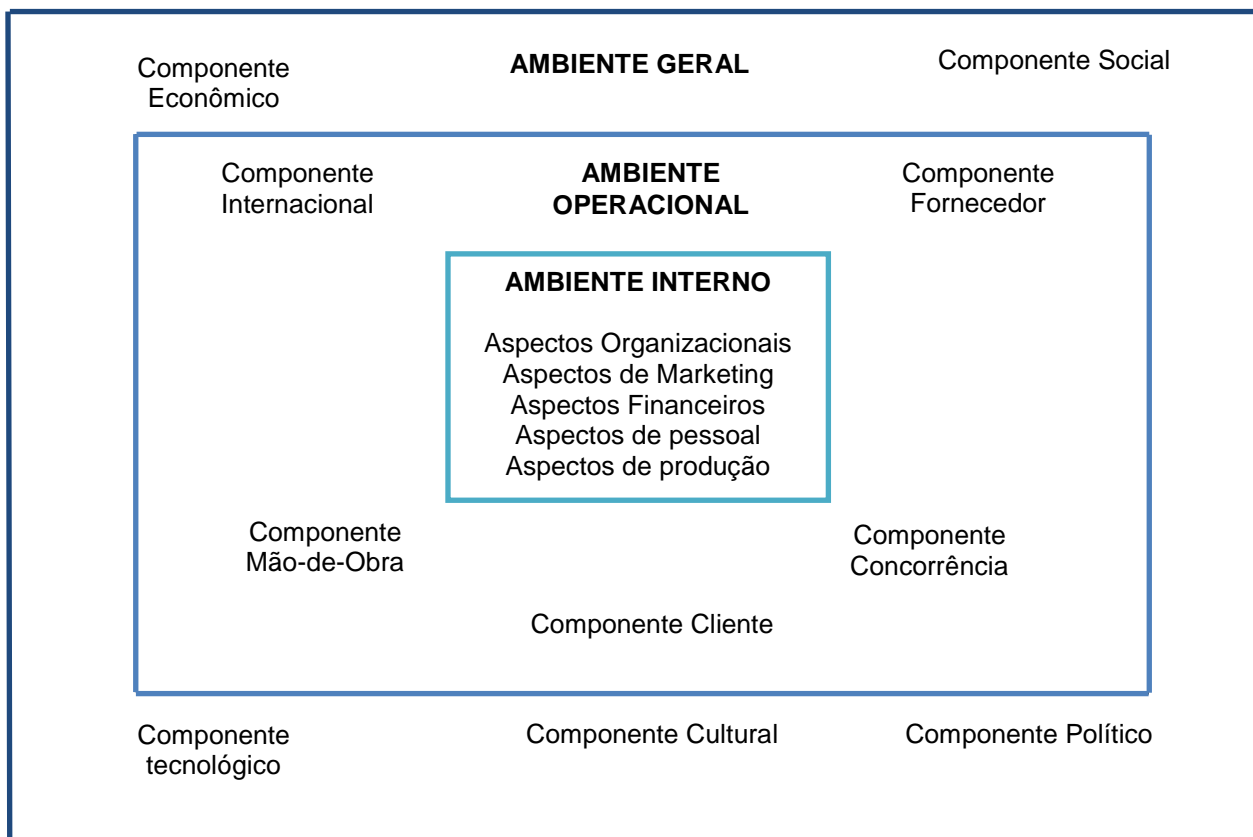 Componente
Econômico
AMBIENTE GERAL
Componente Social
Componente
Internacional
AMBIENTE
OPERACIONAL
Componente
Fornecedor
AMBIENTE INTERNO
Aspectos Organizacionais
Aspectos de Marketing
Aspectos Financeiros
Aspectos de pessoal
Aspectos de produção
Componente
Mão-de-Obra
Componente
Concorrência
Componente Cliente
Componente
tecnológico
Componente Cultural
Componente Político